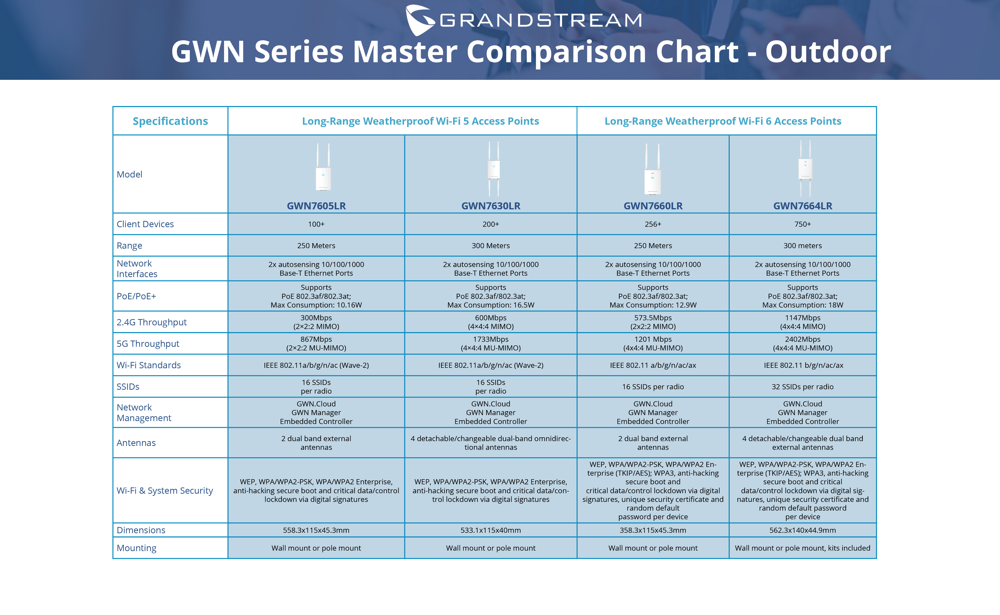 GRANDSTREAM
GWN Series Master Comparison Chart - Outdoor
Specifications
Long-Range Weatherproof Wi-Fi 5 Access Points
Long-Range Weatherproof Wi-Fi 6 Access Points
Model
GWN7605LR
GWN7630LR
GWN7660LR
GWN7664LR
Client Devices
100+
200+
256+
750+
Range
250 Meters
300 Meters
250 Meters
300 meters
Network
Interfaces
2x autosensing 10/100/1000
Base-T Ethernet Ports
2x autosensing 10/100/1000
Base-T Ethernet Ports
2x autosensing 10/100/1000
Base-T Ethernet Ports
2x autosensing 10/100/1000
Base-T Ethernet Ports
PoE/PoE+
Supports
PoE 802.3af/802.3at;
Max Consumption: 10.16W
Supports
PoE 802.3af/802.3at;
Max Consumption: 16.5W
Supports
PoE 802.3af/802.3at;
Max Consumption: 12.9W
Supports
PoE 802.3af/802.3at;
Max Consumption: 18W
2.4G Throughput
300Mbps
(2×2:2 MIMO)
600Mbps
(4×4:4 MIMO)
573.5Mbps
(2x2:2 MIMO)
1147Mbps
(4x4:4 MIMO)
5G Throughput
867Mbps
(2×2:2 MU-MIMO)
1733Mbps
(4×4:4 MU-MIMO)
1201 Mbps
(4x4:4 MU-MIMO)
2402Mbps
(4x4:4 MU-MIMO)
Wi-Fi Standards
IEEE 802.11a/b/g/n/ac (Wave-2)
IEEE 802.11a/b/g/n/ac (Wave-2)
IEEE 802.11 a/b/g/n/ac/ax
IEEE 802.11 b/g/n/ac/ax
SSIDs
16 SSIDs
per radio
16 SSIDs
per radio
16 SSIDs per radio
32 SSIDs per radio
Network
Management
GWN.Cloud
GWN Manager
Embedded Controller
GWN.Cloud
GWN Manager
Embedded Controller
GWN.Cloud
GWN Manager
Embedded Controller
GWN.Cloud
GWN Manager
Embedded Controller
Antennas
2 dual band external
antennas
4 detachable/changeable dual-band omnidirec-
tional antennas
2 dual band external
antennas
4 detachable/changeable dual band
external antennas
Wi-Fi & System Security
WEP, WPA/WPA2-PSK, WPA/WPA2 Enterprise,
anti-hacking secure boot and critical data/control
lockdown via digital signatures
WEP, WPA/WPA2-PSK, WPA/WPA2 Enterprise,
anti-hacking secure boot and critical data/con-
trol lockdown via digital signatures
WEP, WPA/WPA2-PSK, WPA/WPA2 En-
terprise (TKIP/AES); WPA3, anti-hacking
secure boot and
critical data/control lockdown via digital
signatures, unique security certificate and
random default
password per device
WEP, WPA/WPA2-PSK, WPA/WPA2 En-
terprise (TKIP/AES); WPA3, anti-hacking
secure boot and critical
data/control lockdown via digital sig-
natures, unique security certificate and
random default password
per device
Dimensions
558.3x115x45.3mm
533.1x115x40mm
358.3x115x45.3mm
562.3x140x44.9mm
Mounting
Wall mount or pole mount
Wall mount or pole mount
Wall mount or pole mount
Wall mount or pole mount, kits included